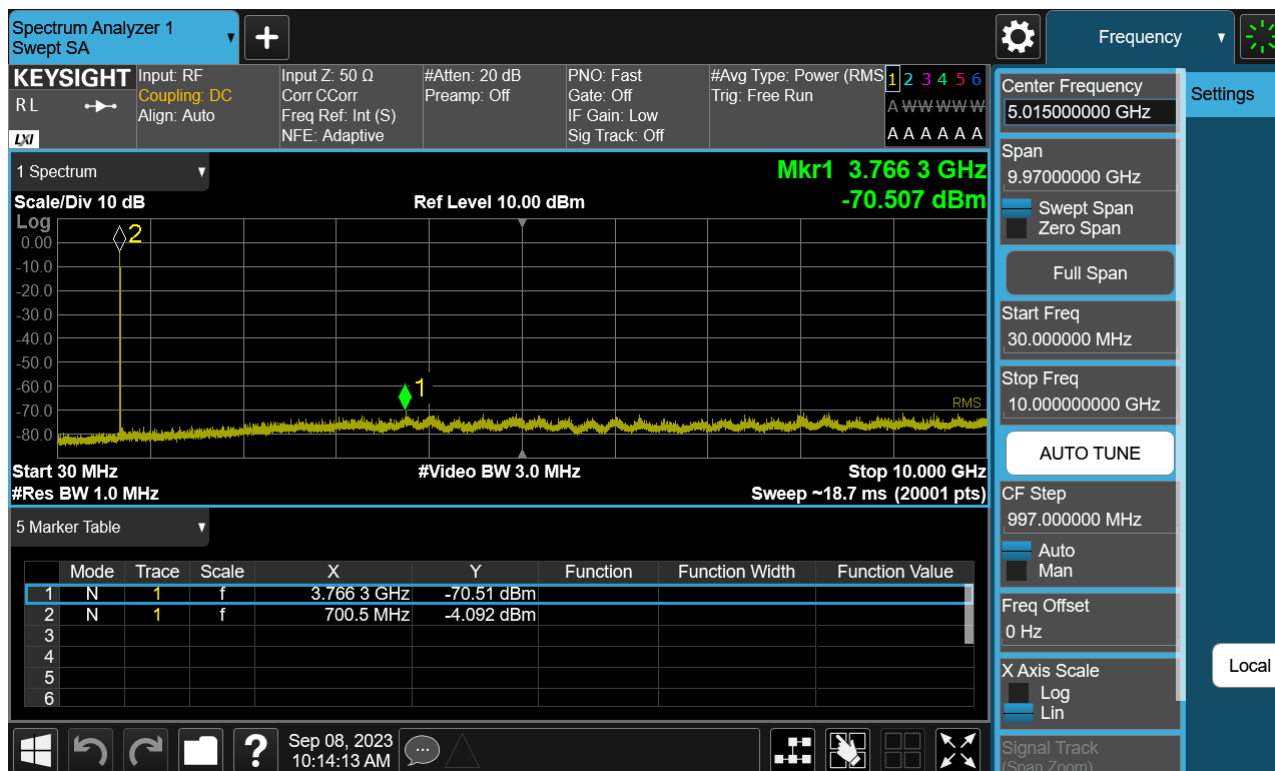 Spectrum Analyzer 1
Swept SA
Frequency
KEYSIGHT
R L
LXI
Input: RF
Coupling: DC
Align: Auto
Input Z: 50 Ω
Corr CCorr
Freq Ref: Int (S)
NFE: Adaptive
#Atten: 20 dB
Preamp: Off
PNO: Fast
Gate: Off
IF Gain: Low
Sig Track: Off
#Avg Type: Power (RMS
Trig: Free Run
1 2 3 4 5 6
A W W W W W
A A A A A A
Center Frequency
5.015000000 GHz
Settings
1 Spectrum
Mkr1 3.766 3 GHz
-70.507 dBm
Scale/Div 10 dB
Ref Level 10.00 dBm
Log
0.00
-10.0
-20.0
-30.0
-40.0
-50.0
-60.0
-70.0
-80.0
2
1
RMS
Start 30 MHz
#Video BW 3.0 MHz
Stop 10.000 GHz
#Res BW 1.0 MHz
Sweep ~18.7 ms (20001 pts)
Span
9.97000000 GHz
Swept Span
Zero Span
Full Span
Start Freq
30.000000 MHz
Stop Freq
10.000000000 GHz
AUTO TUNE
CF Step
997.000000 MHz
Auto
Man
Freq Offset
0 Hz
X Axis Scale
Log
Lin
Signal Track
(Span Zoom)
Local
5 Marker Table
Mode Trace Scale X Y Function Function Width Function Value
1 N 1 f 3.766 3 GHz -70.51 dBm
2 N 1 f 700.5 MHz -4.092 dBm
3
4
5
6
?
Sep 08, 2023
10:14:13 AM